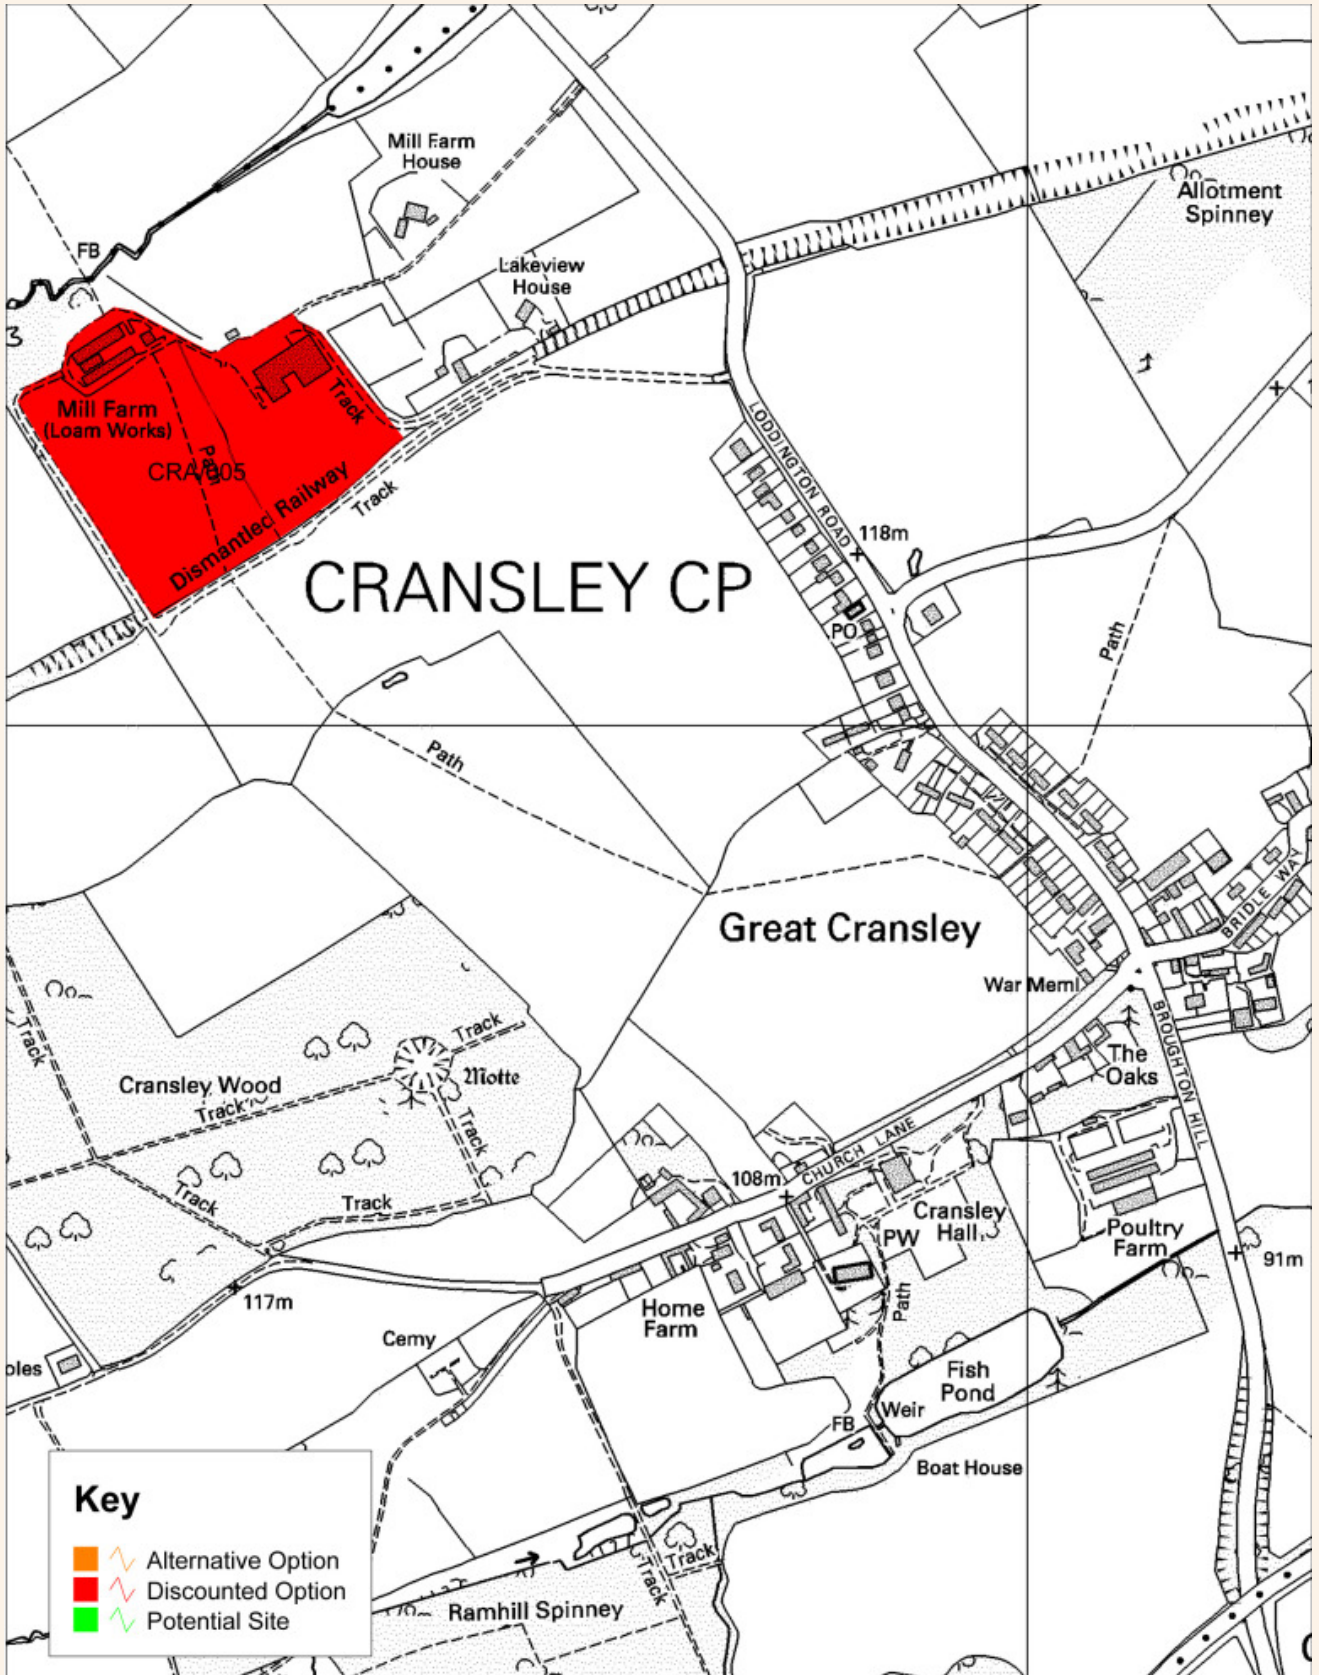 Mill Farm
House
Allotment
Spinney
FB
Lakeview
House
3
Mill Farm
(Loam Works)
Track
Path
CRA/005
Dismantled Railway
Track
LODDINGTON ROAD
118m
CRANSLEY CP
PO
Path
Path
BRIDLE WAY
Great Cransley
War Meml
Track
Track
Motte
Cransley Wood
Track
The
Oaks
BROUGHTON HILL
Track
CHURCH LANE
108m
Track
Track
Cransley
Hall
PW
Poultry
Farm
91m
117m
Home
Farm
Path
Cemy
oles
Fish
Pond
Weir
FB
Boat House
Key
Alternative Option
Discounted Option
Potential Site
Track
Track
Ramhill Spinney